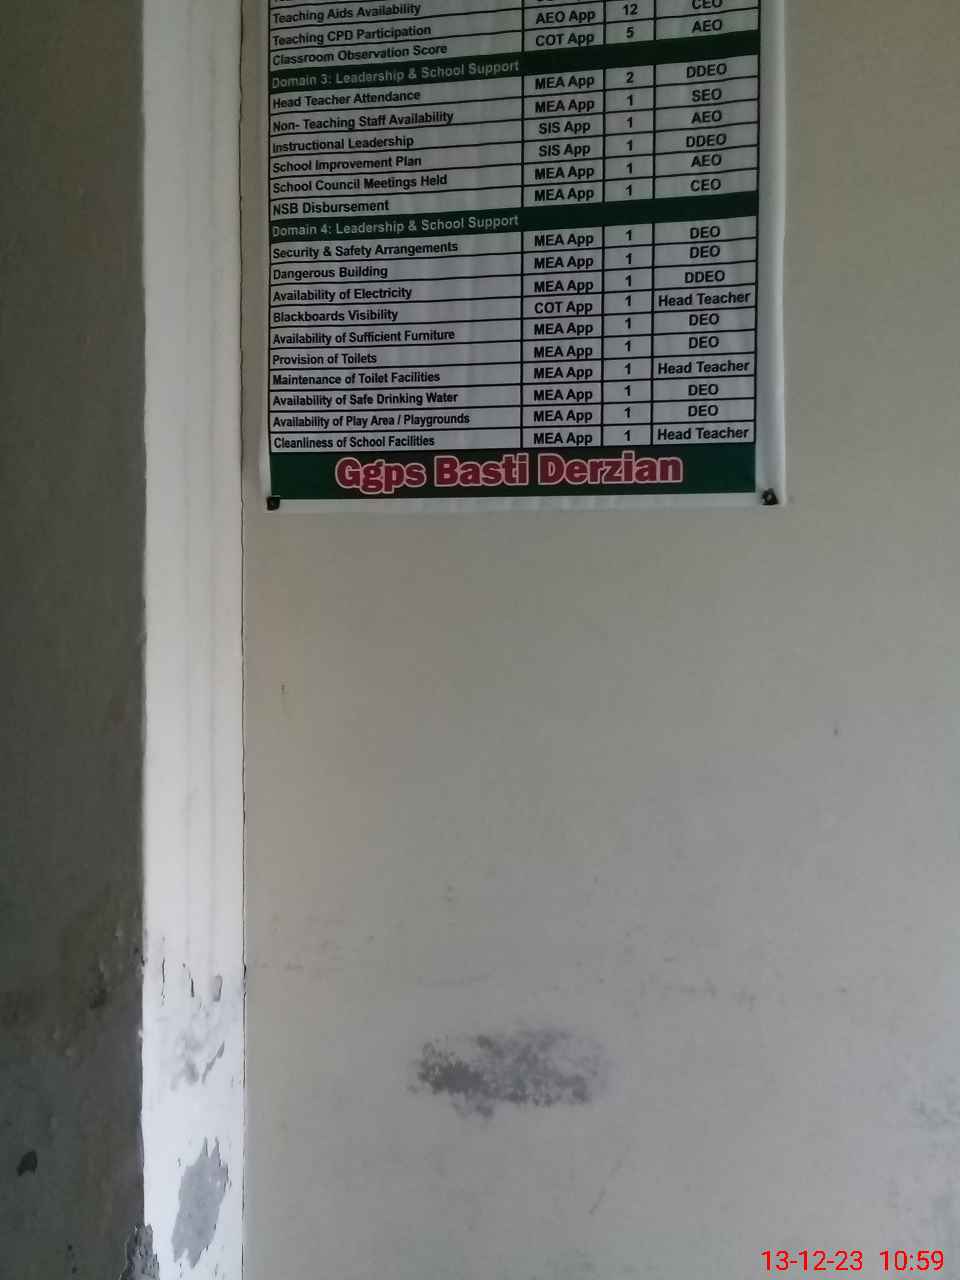 Teaching Aids Availability
Teaching CPD Participation AEO App 12 CEO
Classroom Observation Score COT App 5 AEO
Domain 3: Leadership & School Support
Head Teacher Attendance MEA App 2 DDEO
Non- Teaching Staff Availability MEA App 1 SEO
Instructional Leadership SIS App 1 AEO
School Improvement Plan SIS App 1 DDEO
School Council Meetings Held MEA App 1 AEO
NSB Disbursement MEA App 1 CEO
Domain 4: Leadership & School Support
Security & Safety Arrangements MEA App 1 DEO
Dangerous Building MEA App 1 DEO
Availability of Electricity MEA App 1 DDEO
Blackboards Visibility COT App 1 Head Teacher
Availability of Sufficient Furniture MEA App 1 DEO
Provision of Toilets MEA App 1 DEO
Maintenance of Toilet Facilities MEA App 1 Head Teacher
Availability of Safe Drinking Water MEA App 1 DEO
Availability of Play Area / Playgrounds MEA App 1 DEO
Cleanliness of School Facilities MEA App 1 Head Teacher
Ggps Basti Derzian
13-12-23 10:59